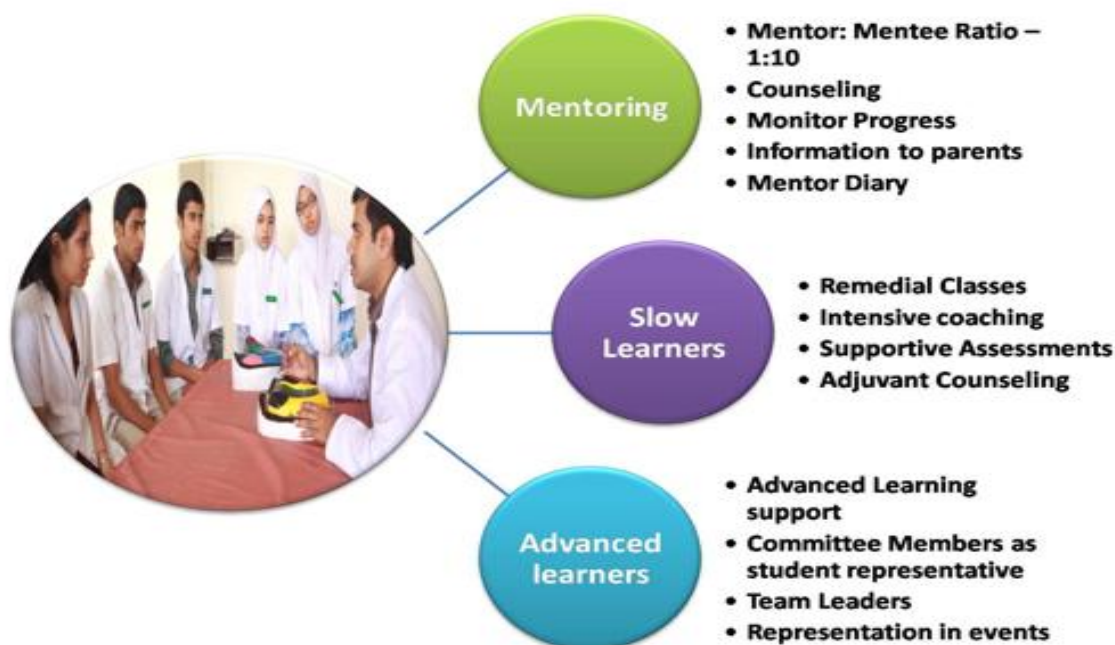 Mentoring
• Mentor: Mentee Ratio –
1:10
• Counseling
• Monitor Progress
• Information to parents
• Mentor Diary
Slow
Learners
• Remedial Classes
• Intensive coaching
• Supportive Assessments
• Adjuvant Counseling
Advanced
learners
• Advanced Learning
support
• Committee Members as
student representative
• Team Leaders
• Representation in events